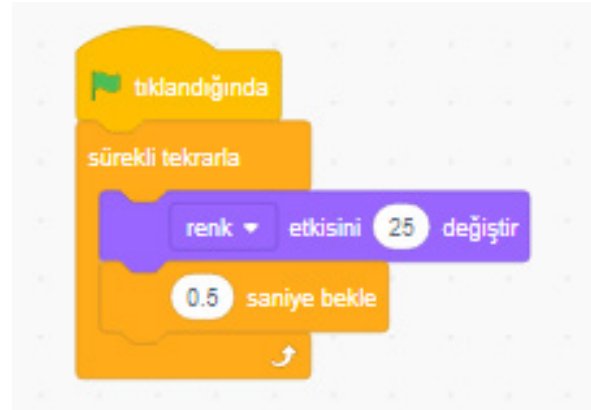 tıklandığında
sürekli tekrarla
renk etkisini 25 değiştir
0.5 saniye bekle